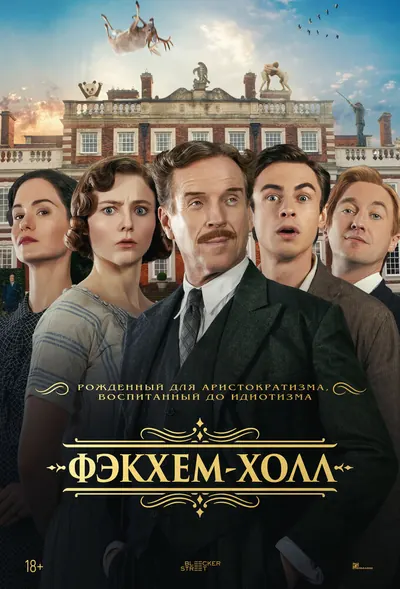 РОЖДЕННЫЙ ДЛЯ АРИСТОКРАТИЗМА,
ВОСПИТАННЫЙ ДО ИДИОТИЗМА
ФЭКХЕМ-ХОЛЛ
18+
BLEECKER
STREET